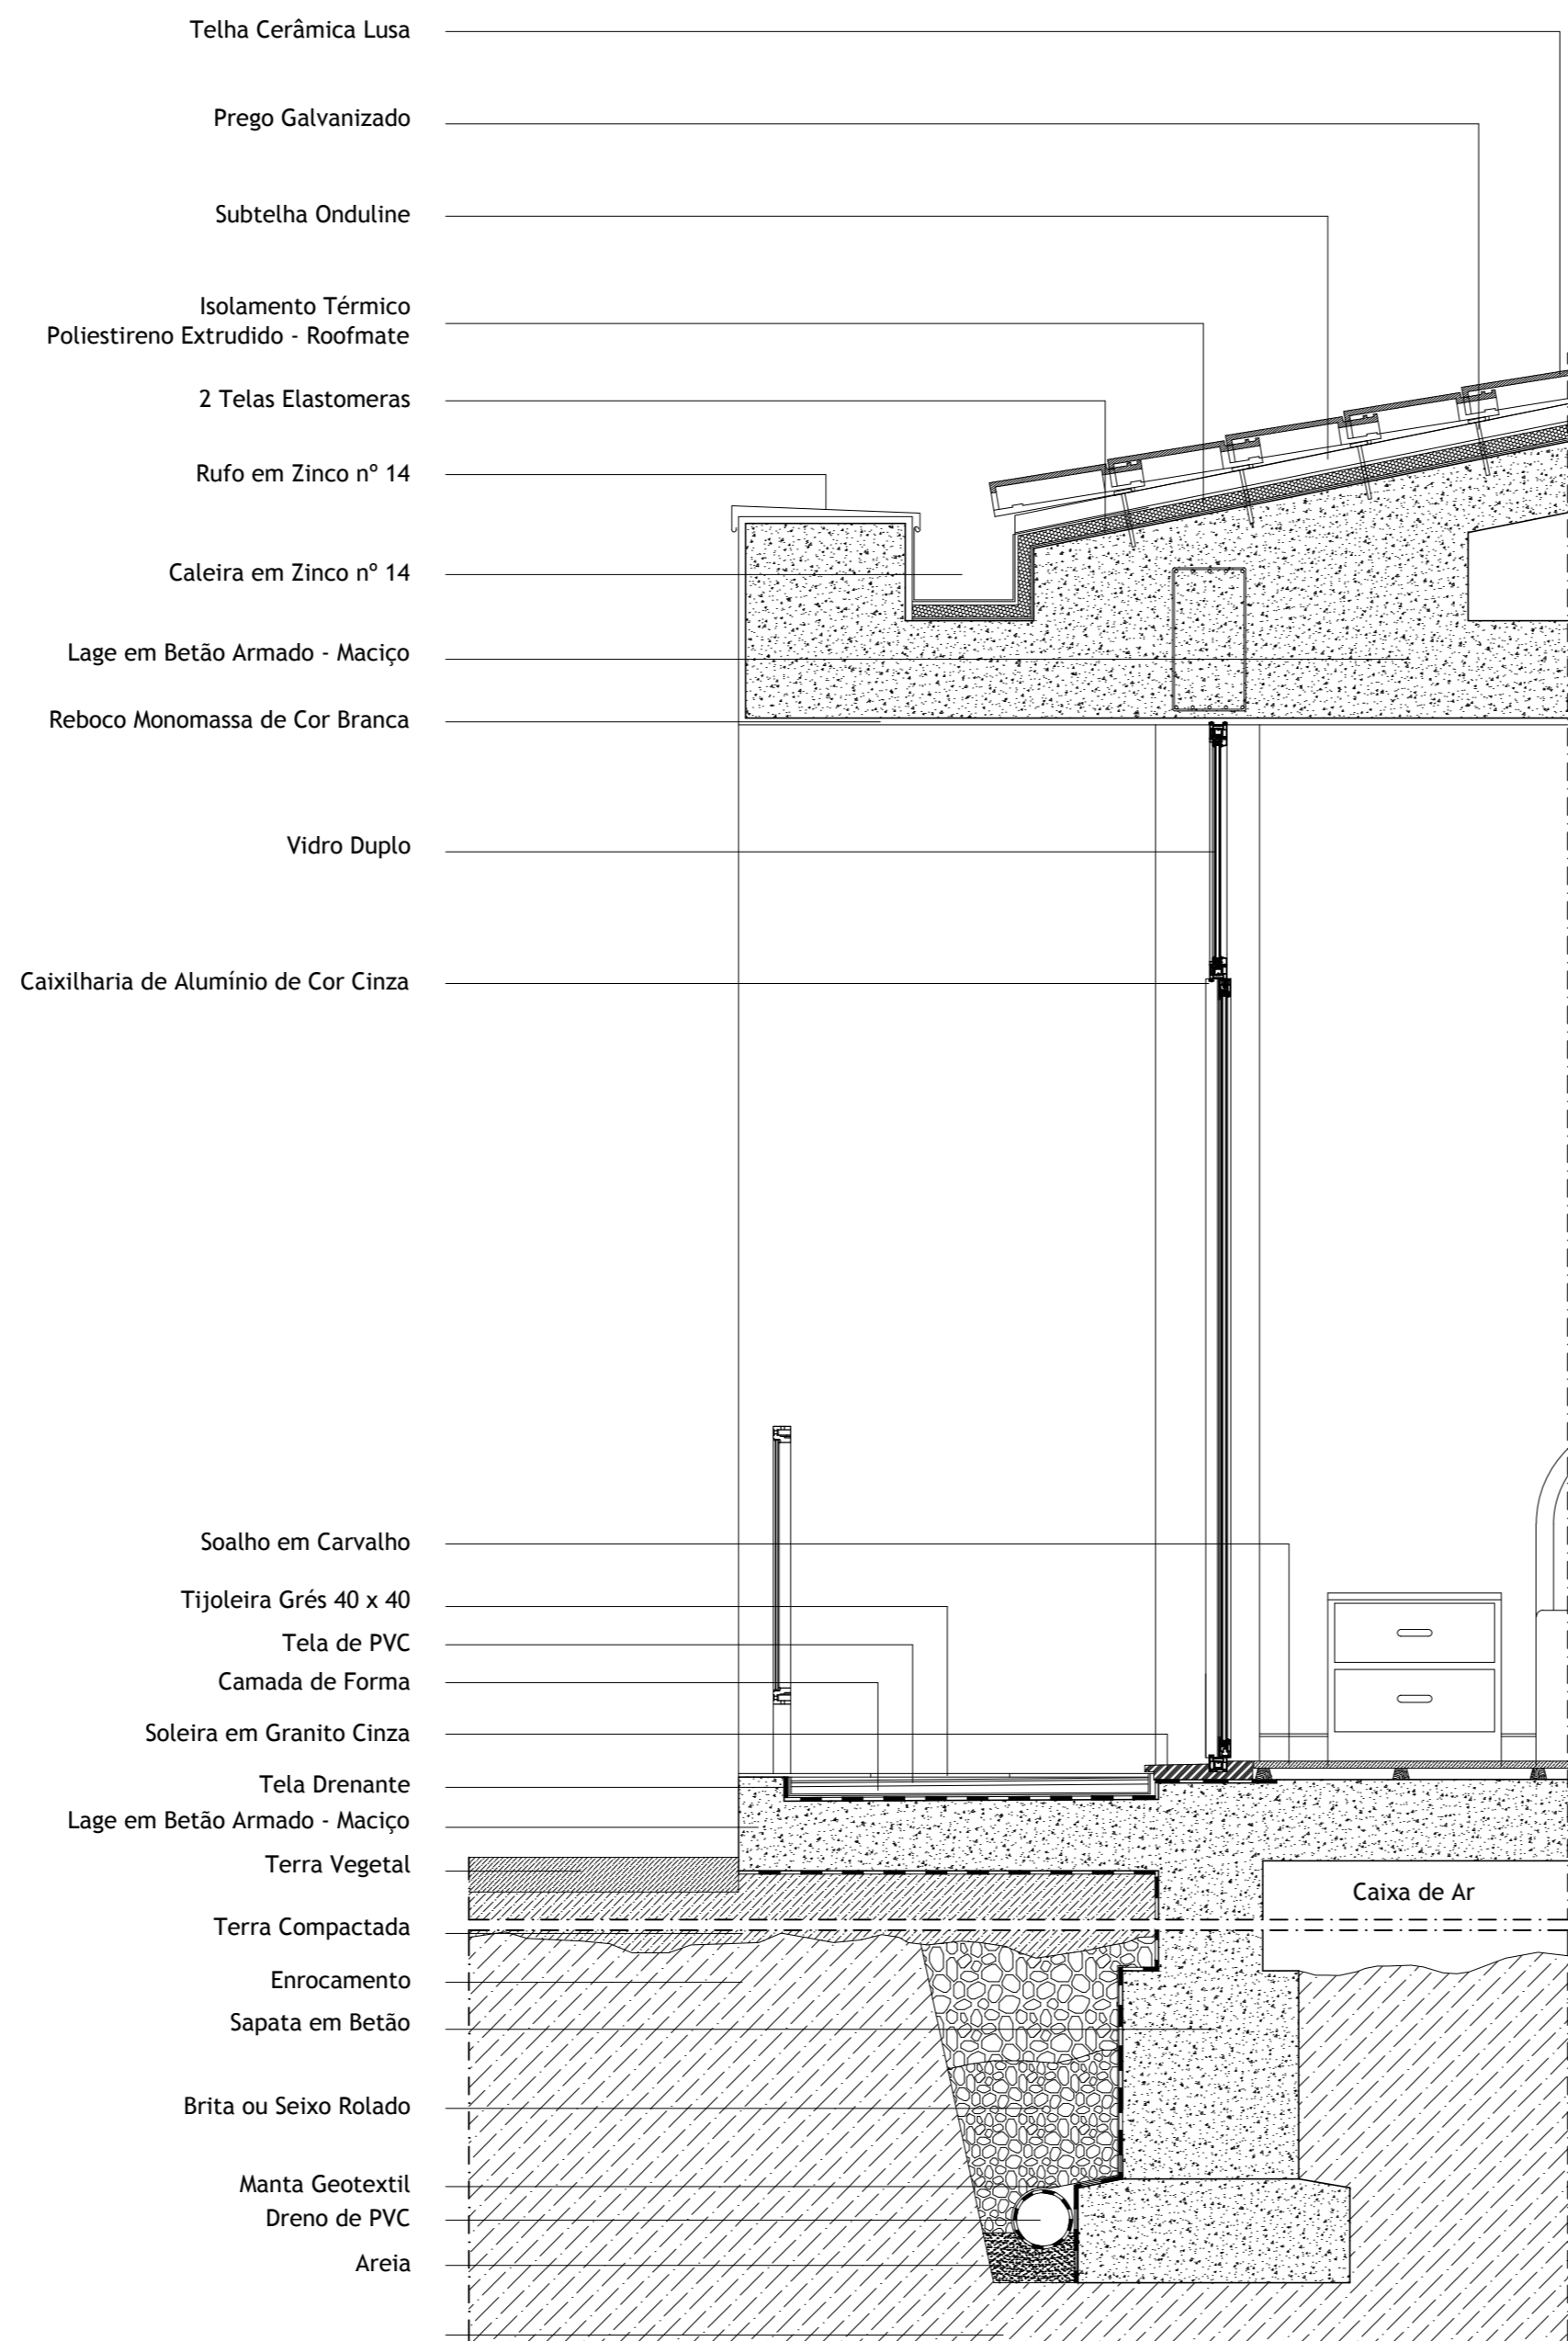 Telha Cerâmica Lusa
Prego Galvanizado
Subtelha Onduline
Isolamento Térmico
Poliestireno Extrudido - Roofmate
2 Telas Elastomeras
Rufo em Zinco nº 14
Caleira em Zinco nº 14
Lage em Betão Armado - Maciço
Reboco Monomassa de Cor Branca
Vidro Duplo
Caixilharia de Alumínio de Cor Cinza
Soalho em Carvalho
Tijoleira Grés 40 x 40
Tela de PVC
Camada de Forma
Soleira em Granito Cinza
Tela Drenante
Lage em Betão Armado - Maciço
Terra Vegetal
Caixa de Ar
Terra Compactada
Enrocamento
Sapata em Betão
Brita ou Seixo Rolado
Manta Geotextil
Dreno de PVC
Areia